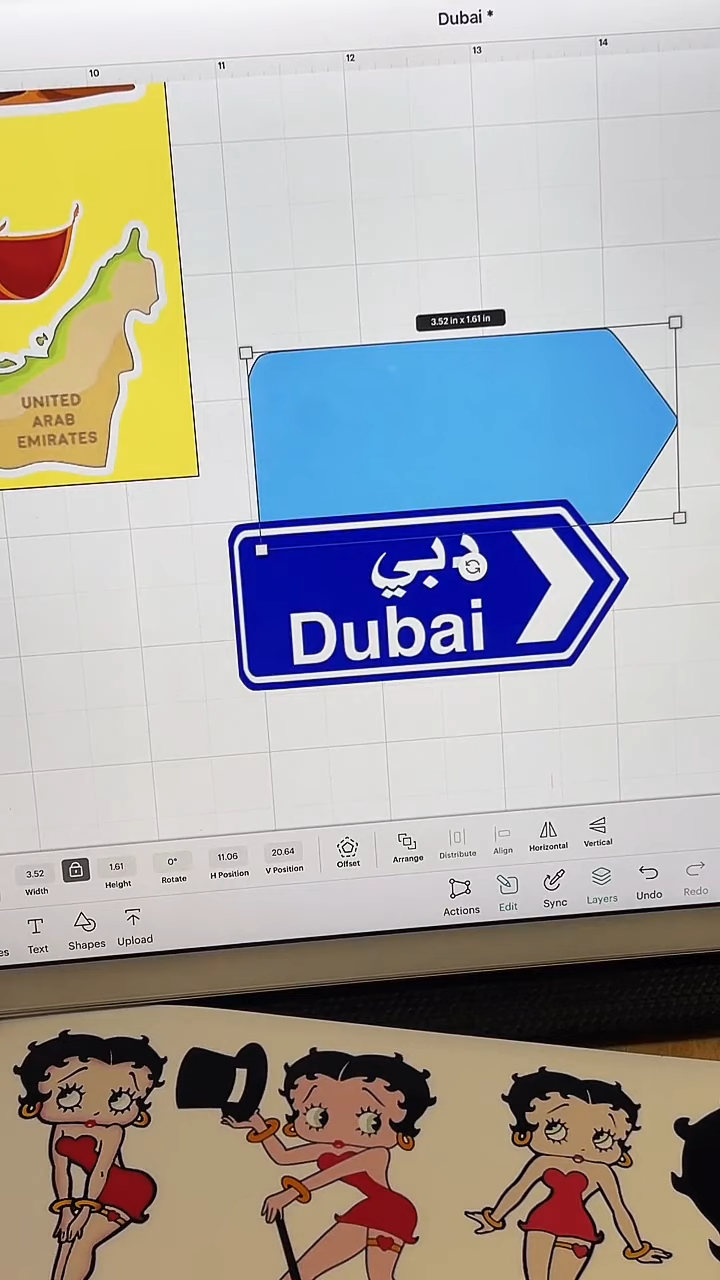 Dubai *
10
11
12
13
14
3.52 in x 1.61 in
UNITED
ARAB
EMIRATES
دبي
Dubai
3.52
Width
1.61
Height
0°
Rotate
11.06
H Position
20.64
V Position
Offset
Arrange
Distribute
Align
Horizontal
Vertical
Text
Shapes
Upload
Actions
Edit
Sync
Layers
Undo
Redo